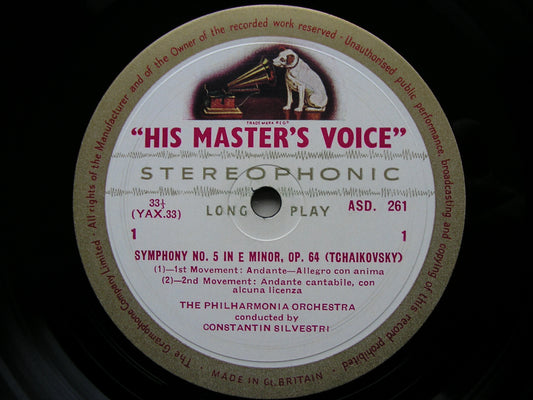 The Gramophone Company Limited · All rights of the Manufacturer and of the Owner of the recorded work reserved · Unauthorised public performance, broadcasting and copying of this record prohibited ·
TRADE MARK REGD
"HIS MASTER'S VOICE"
STEREOPHONIC
LONG PLAY
33⅓
(YAX.33)
ASD. 261
1 1
SYMPHONY NO. 5 IN E MINOR, OP. 64 (TCHAIKOVSKY)
(1)—1st Movement: Andante—Allegro con anima
(2)—2nd Movement: Andante cantabile, con
alcuna licenza
THE PHILHARMONIA ORCHESTRA
conducted by
CONSTANTIN SILVESTRI
MADE IN Gt. BRITAIN